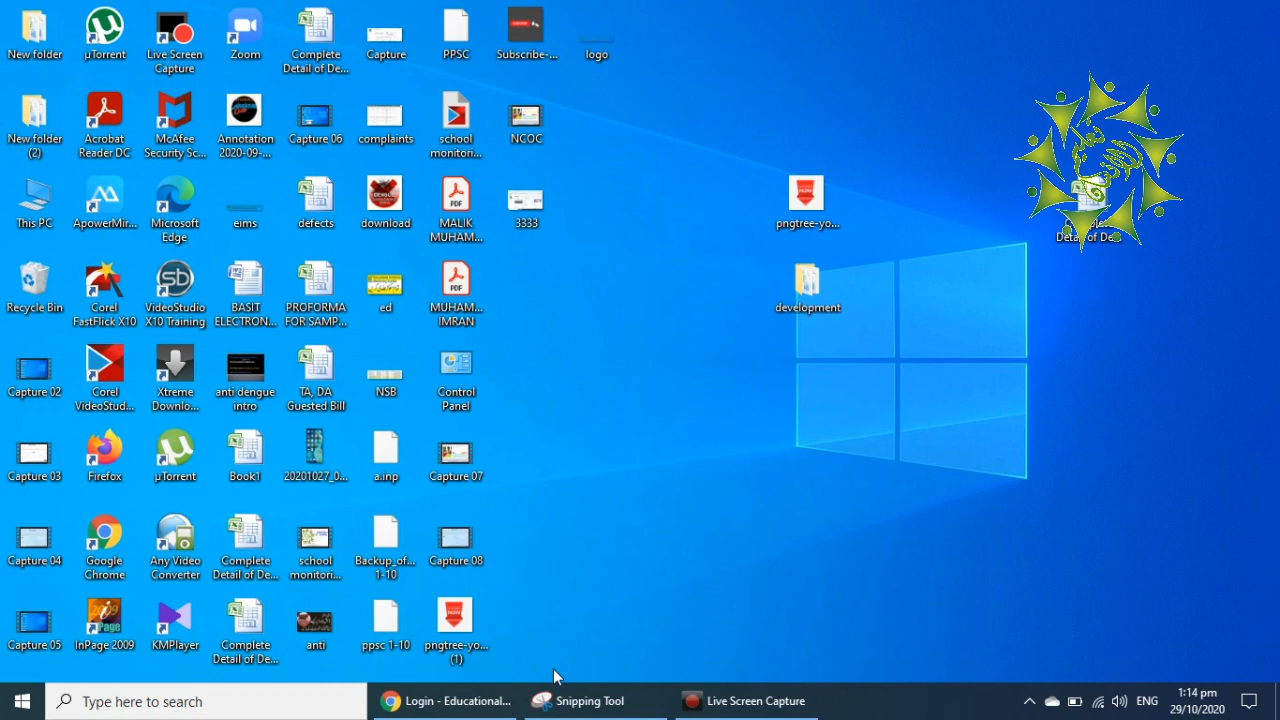 New folder
µTorrent
Live Screen
Capture
Zoom
Complete
Detail of De...
Capture
PPSC
Subscribe-...
logo
New folder
(2)
Acrobat
Reader DC
McAfee
Security Sc...
Annotation
2020-09-...
Capture 06
complaints
school
monitori...
NCOC
This PC
ApowerMir...
Microsoft
Edge
eims
defects
download
MALIK
MUHAM...
3333
pngtree-yo...
Detail of De...
Recycle Bin
Corel
FastFlick X10
VideoStudio
X10 Training
BASIT
ELECTRON...
PROFORMA
FOR SAMP...
ed
MUHAM...
IMRAN
development
Capture 02
Corel
VideoStud...
Xtreme
Downlo...
anti dengue
intro
TA, DA
Guested Bill
NSB
Control
Panel
Capture 03
Firefox
µTorrent
Book1
20201027_0...
a.inp
Capture 07
Capture 04
Google
Chrome
Any Video
Converter
Complete
Detail of De...
school
monitori...
Backup_of...
1-10
Capture 08
Capture 05
InPage 2009
KMPlayer
Complete
Detail of De...
anti
ppsc 1-10
pngtree-yo...
(1)
Type here to search
Login - Educational...
Snipping Tool
Live Screen Capture
ENG
1:14 pm
29/10/2020